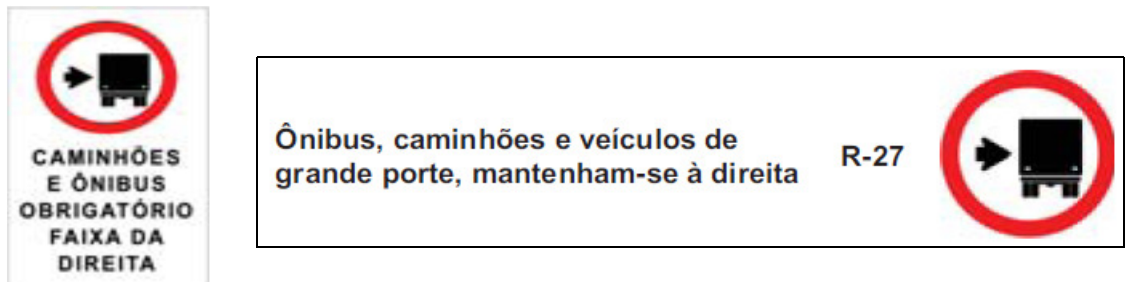 CAMINHÕES
E ÔNIBUS
OBRIGATÓRIO
FAIXA DA
DIREITA
Ônibus, caminhões e veículos de
grande porte, mantenham-se à direita
R-27